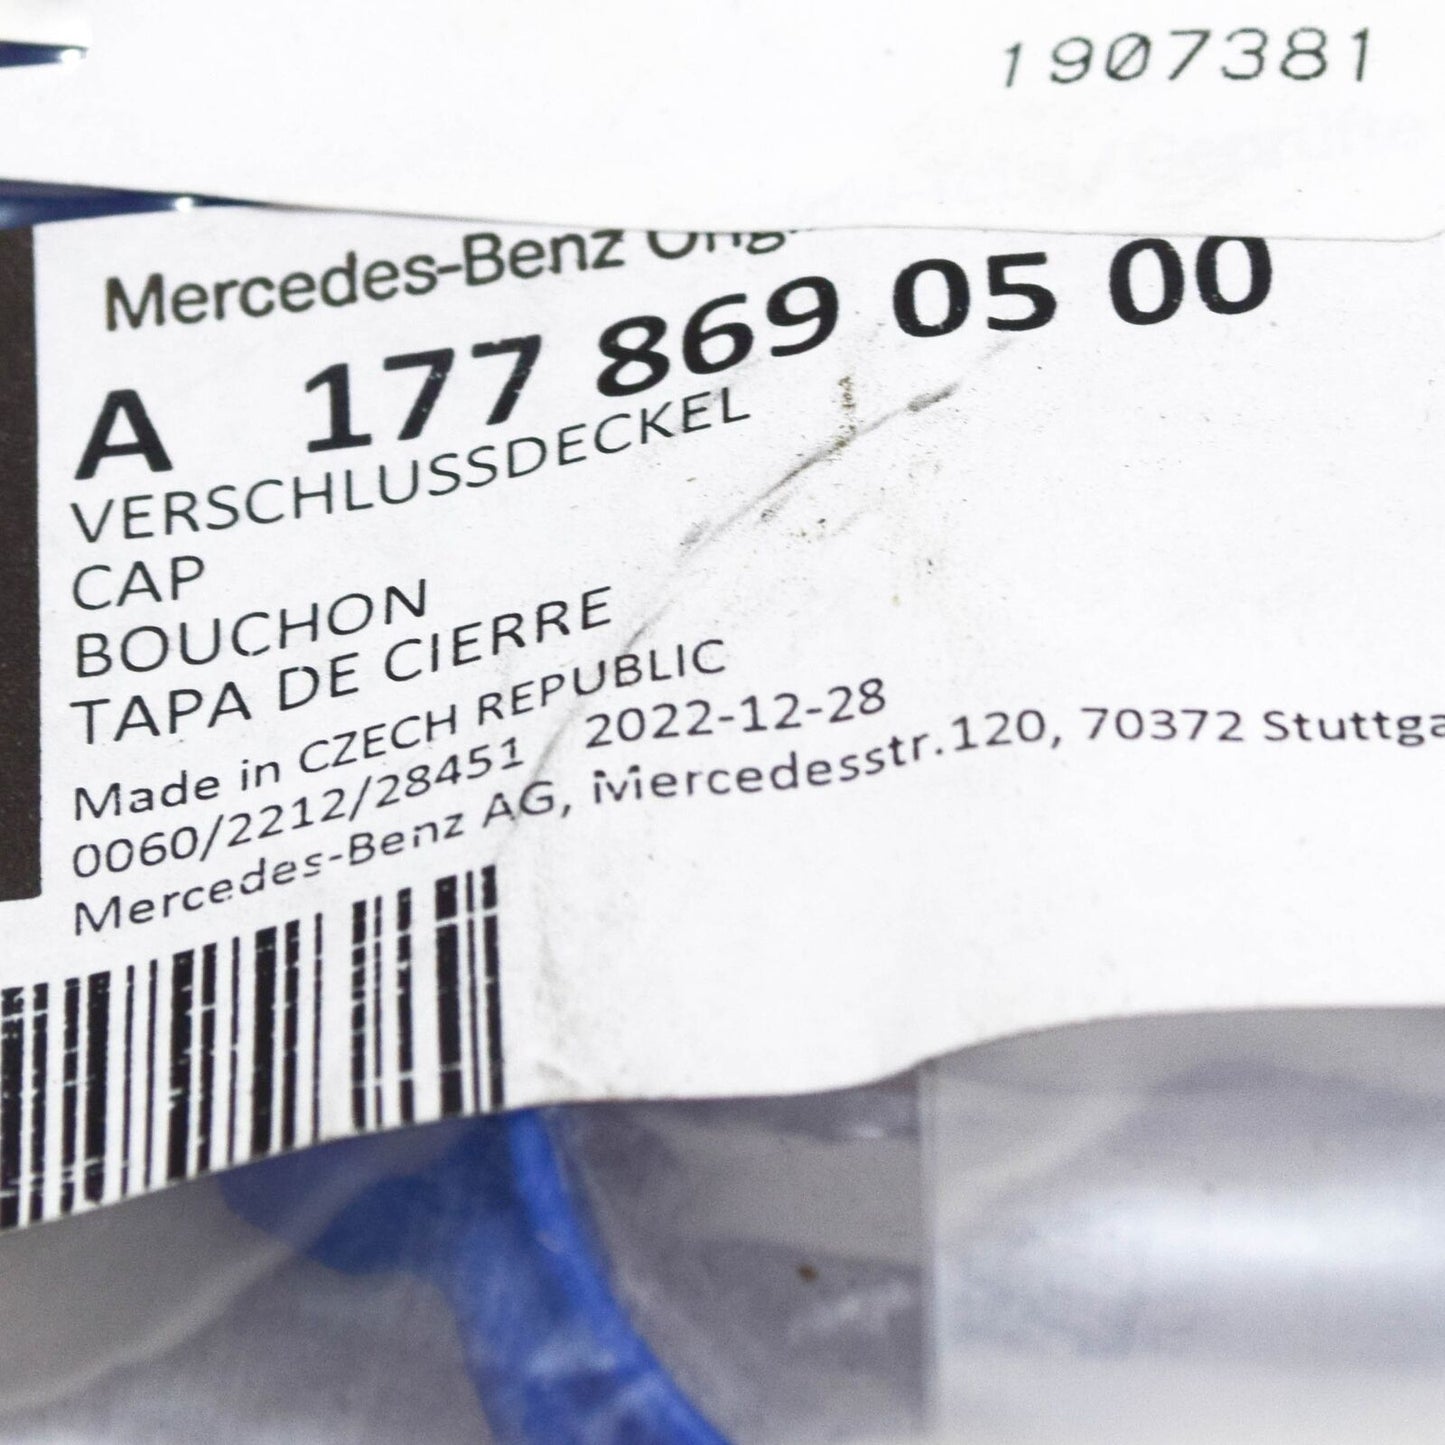 1907381
Mercedes-Benz
A 177 869 05 00
VERSCHLUSSDECKEL
CAP
BOUCHON
TAPA DE CIERRE
Made in CZECH REPUBLIC
0060/2212/28451 2022-12-28
Mercedes-Benz AG, Mercedesstr.120, 70372 Stuttga